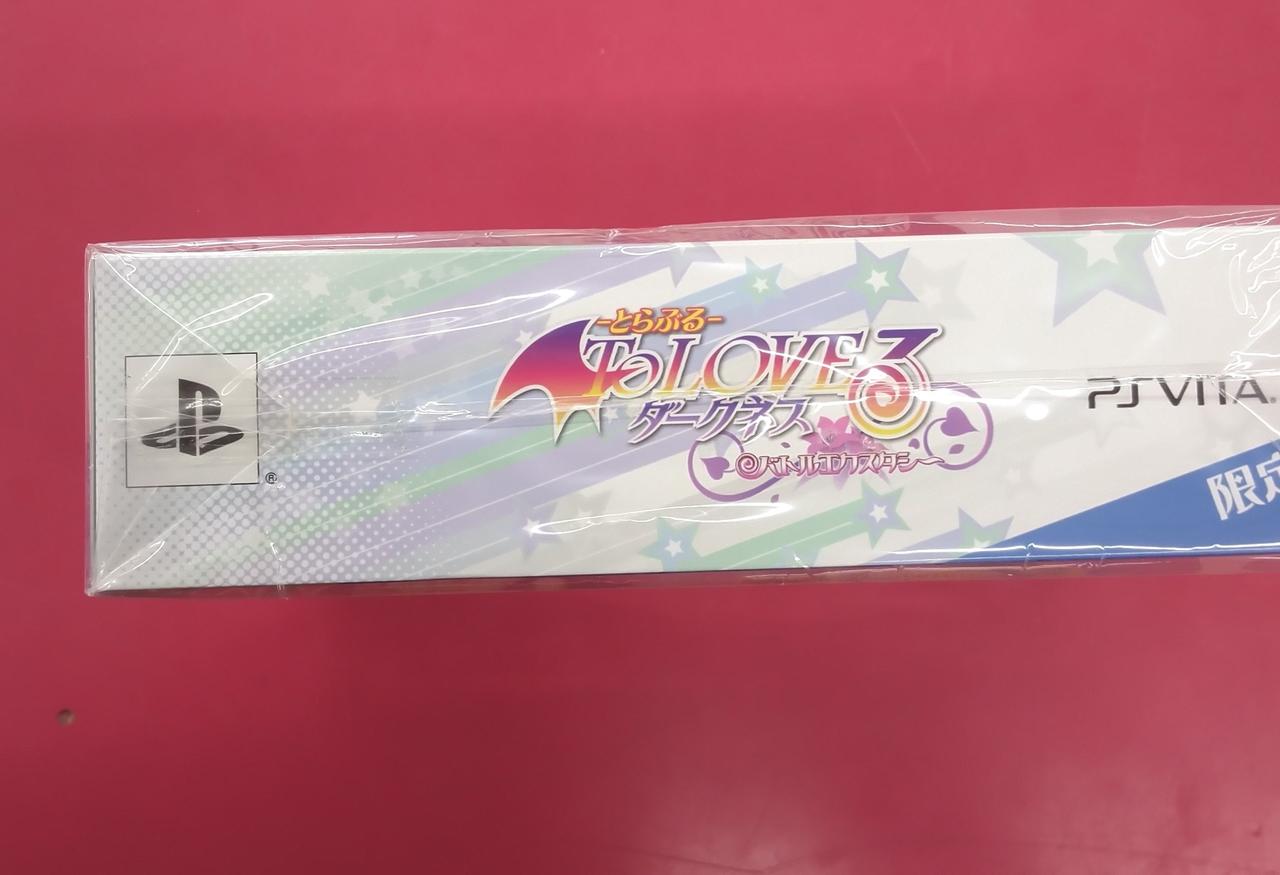 -とらぶる-
To LOVEる
ダークネス
バトルエクスタシー
PS VITA
限定
®